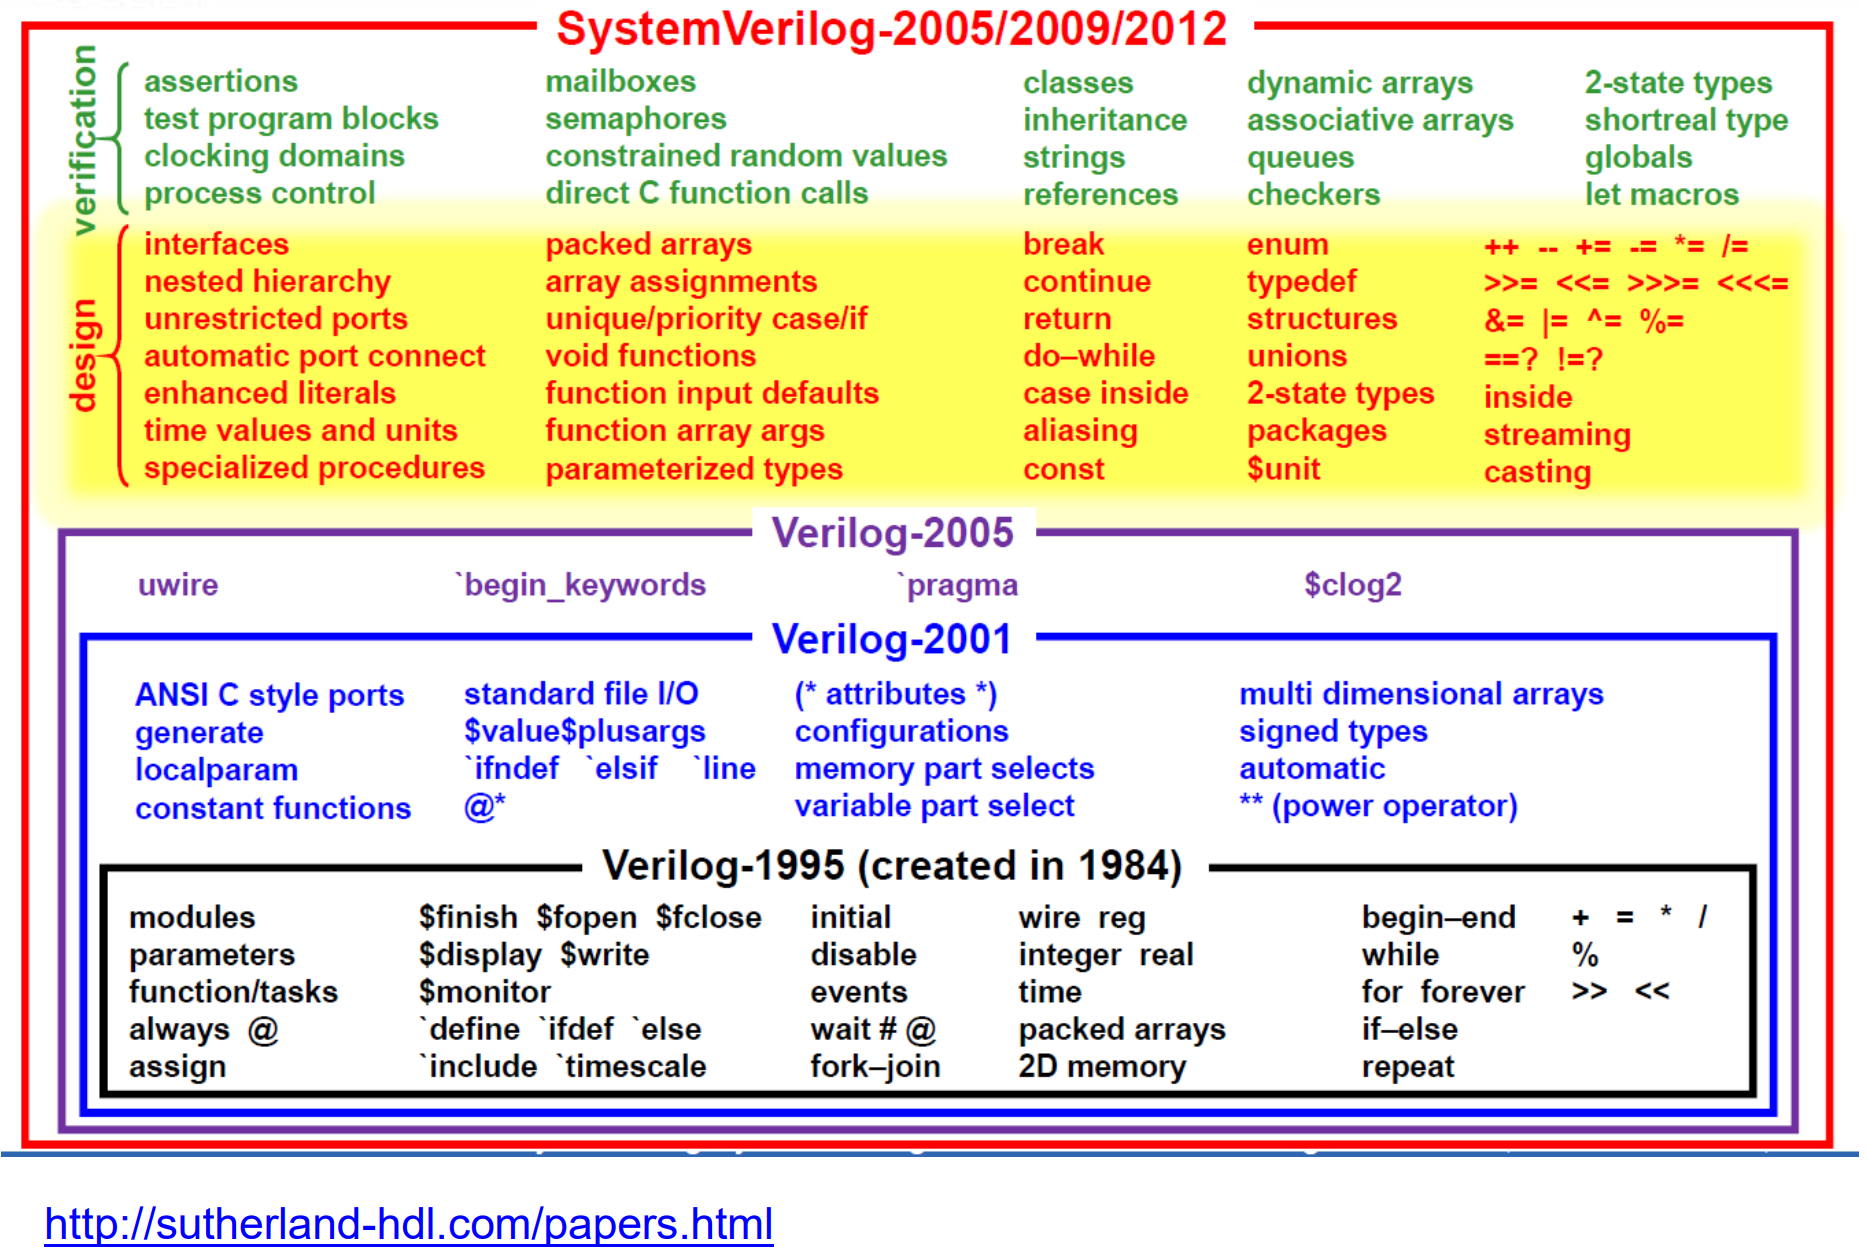 SystemVerilog-2005/2009/2012
verification
assertions mailboxes classes dynamic arrays 2-state types
test program blocks semaphores inheritance associative arrays shortreal type
clocking domains constrained random values strings queues globals
process control direct C function calls references checkers let macros
design
interfaces packed arrays break enum ++ -- += -= *= /=
nested hierarchy array assignments continue typedef >>= <<= >>>= <<<=
unrestricted ports unique/priority case/if return structures &= |= ^= %=
automatic port connect void functions do–while unions ==? !=?
enhanced literals function input defaults case inside 2-state types inside
time values and units function array args aliasing packages streaming
specialized procedures parameterized types const $unit casting
Verilog-2005
uwire `begin_keywords `pragma $clog2
Verilog-2001
ANSI C style ports standard file I/O (* attributes *) multi dimensional arrays
generate $value$plusargs configurations signed types
localparam `ifndef `elsif `line memory part selects automatic
constant functions @* variable part select ** (power operator)
Verilog-1995 (created in 1984)
modules $finish $fopen $fclose initial wire reg begin–end + = * /
parameters $display $write disable integer real while %
function/tasks $monitor events time for forever >> <<
always @ `define `ifdef `else wait # @ packed arrays if–else
assign `include `timescale fork–join 2D memory repeat
http://sutherland-hdl.com/papers.html